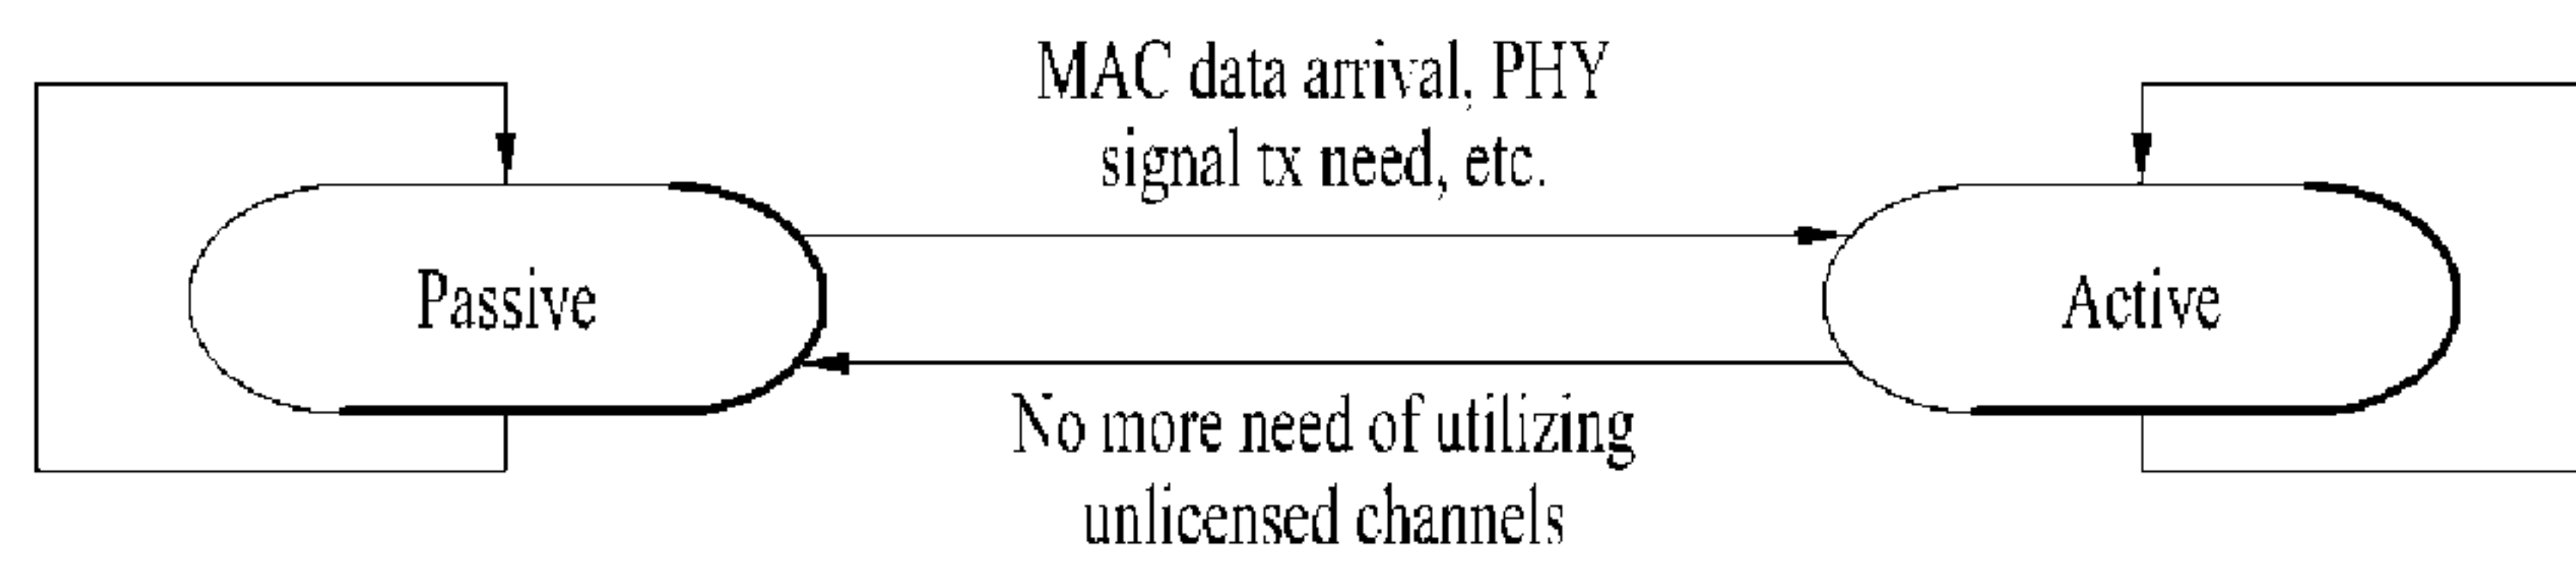 MAC data arrival, PHY
signal tx need, etc.
Passive
Active
No more need of utilizing
unlicensed channels